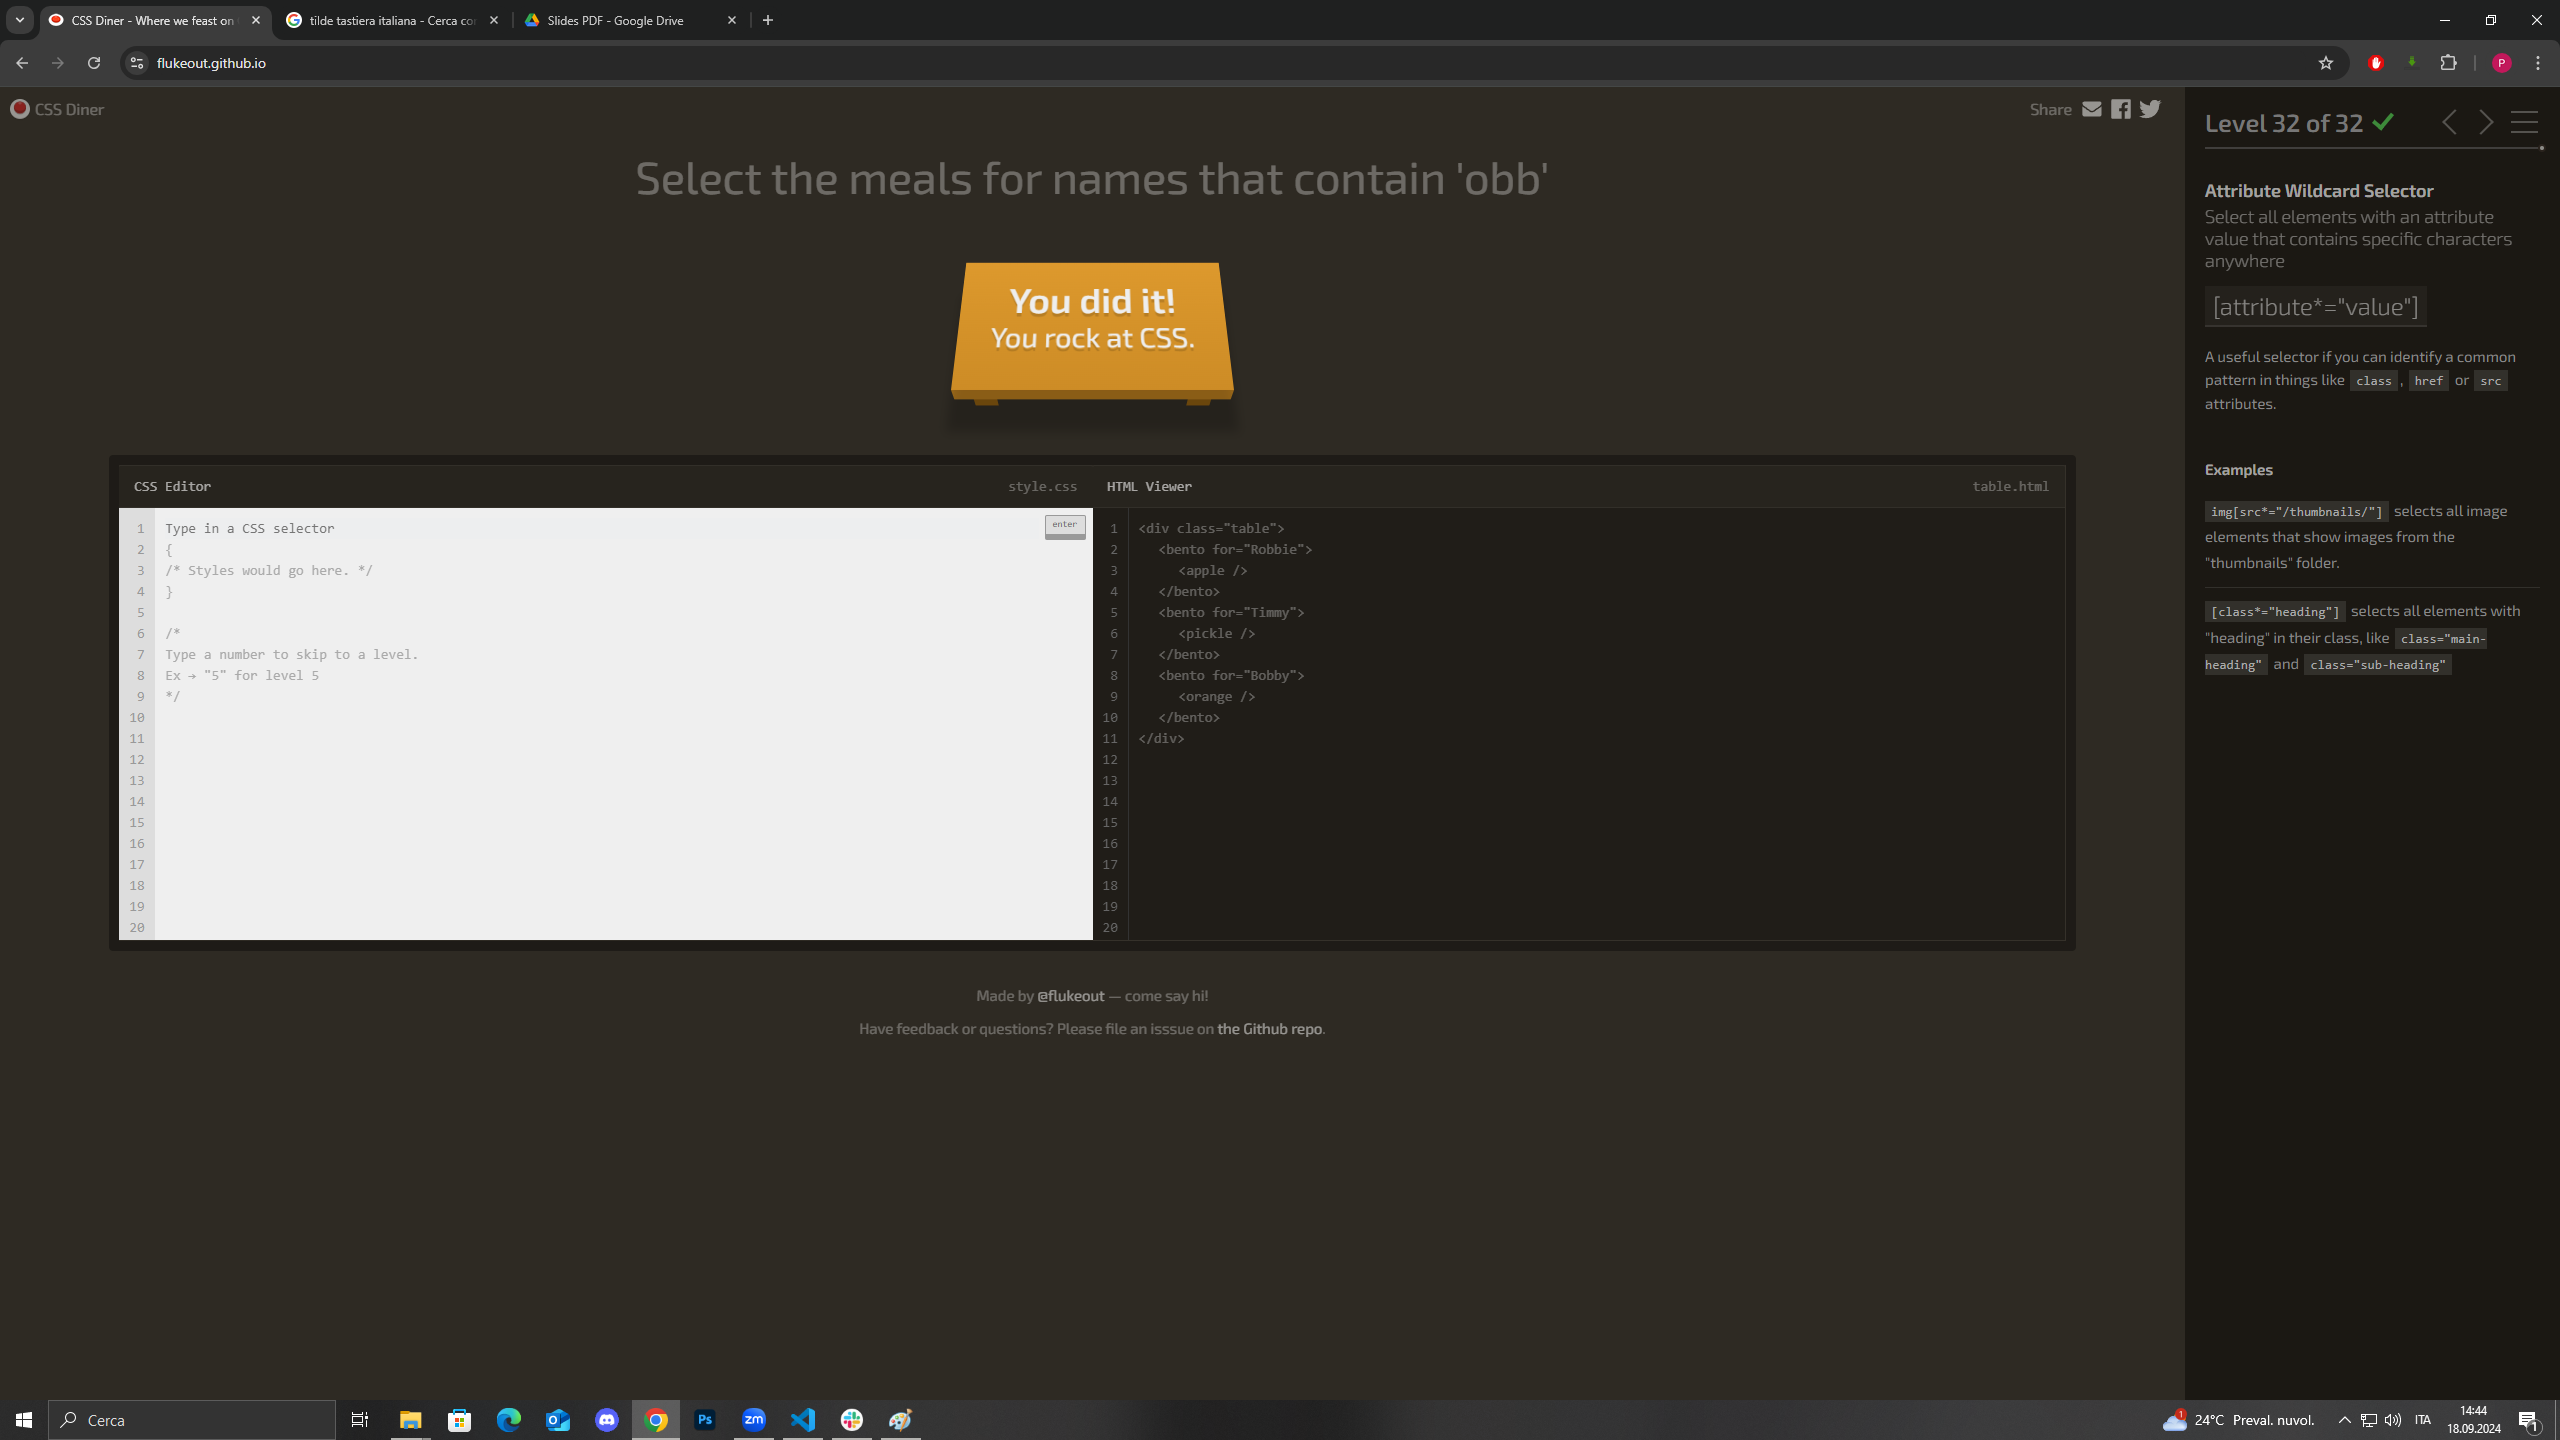 CSS Diner - Where we feast on
tilde tastiera italiana - Cerca co
Slides PDF - Google Drive
flukeout.github.io
P
CSS Diner
Share
Select the meals for names that contain 'obb'
You did it!
You rock at CSS.
CSS Editor
style.css
1 Type in a CSS selector
enter
2 {
3 /* Styles would go here. */
4 }
5
6 /*
7 Type a number to skip to a level.
8 Ex → "5" for level 5
9 */
10
11
12
13
14
15
16
17
18
19
20
HTML Viewer
table.html
1 <div class="table">
2 <bento for="Robbie">
3 <apple />
4 </bento>
5 <bento for="Timmy">
6 <pickle />
7 </bento>
8 <bento for="Bobby">
9 <orange />
10 </bento>
11 </div>
12
13
14
15
16
17
18
19
20
Made by @flukeout — come say hi!
Have feedback or questions? Please file an isssue on the Github repo.
Level 32 of 32
Attribute Wildcard Selector
Select all elements with an attribute
value that contains specific characters
anywhere
[attribute*="value"]
A useful selector if you can identify a common
pattern in things like class , href or src
attributes.
Examples
img[src*="/thumbnails/"] selects all image
elements that show images from the
"thumbnails" folder.
[class*="heading"] selects all elements with
"heading" in their class, like class="main-
heading" and class="sub-heading"
Cerca
Ps
zm
1
24°C Preval. nuvol.
ITA
14:44
18.09.2024
1